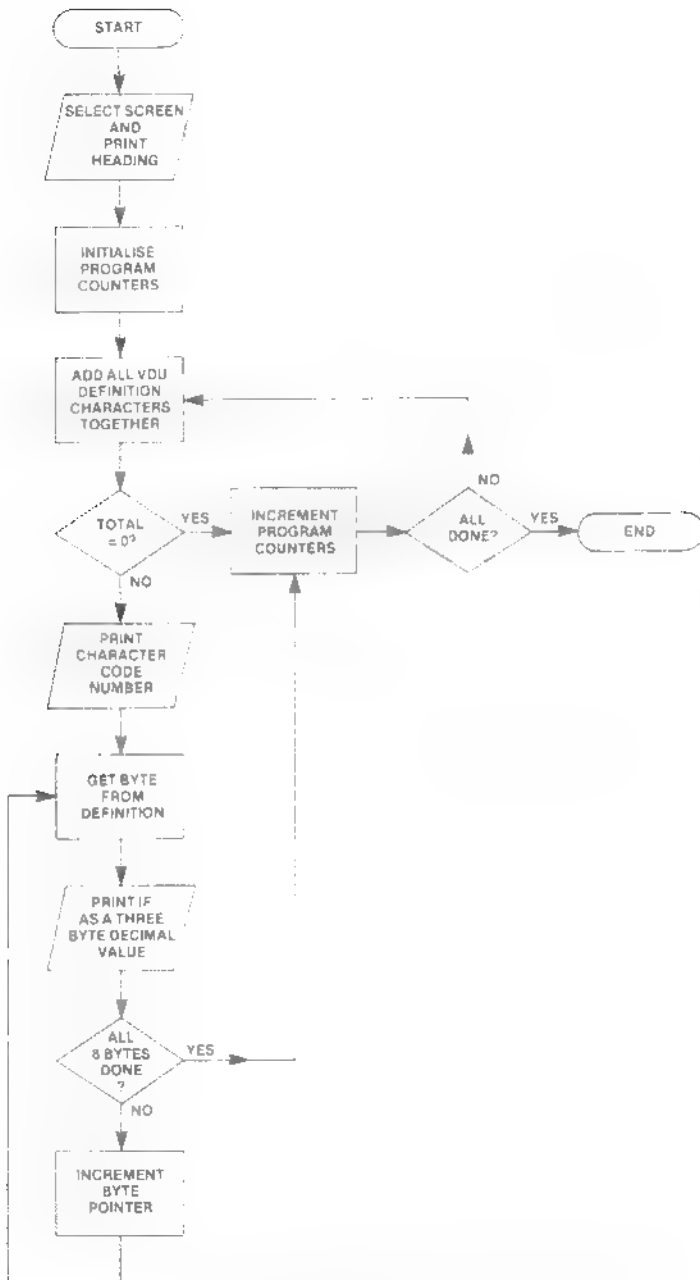 START
SELECT SCREEN
AND
PRINT
HEADING
INITIALISE
PROGRAM
COUNTERS
ADD ALL VDU
DEFINITION
CHARACTERS
TOGETHER
TOTAL
= 0?
YES
NO
INCREMENT
PROGRAM
COUNTERS
NO
ALL
DONE?
YES
END
PRINT
CHARACTER
CODE
NUMBER
GET BYTE
FROM
DEFINITION
PRINT IF
AS A THREE
BYTE DECIMAL
VALUE
ALL
8 BYTES
DONE
?
YES
NO
INCREMENT
BYTE
POINTER